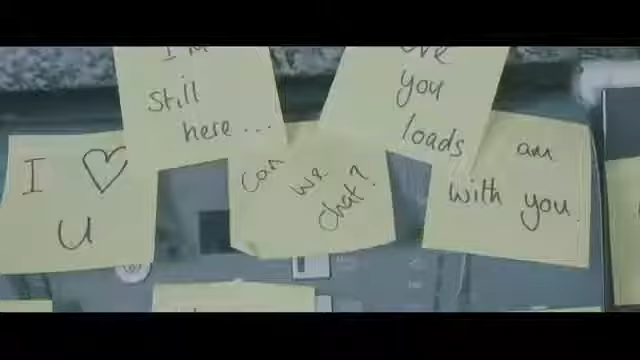 I'm
Still
here...
you
loads
I ♡
U
Can
we
chat?
am
with you.